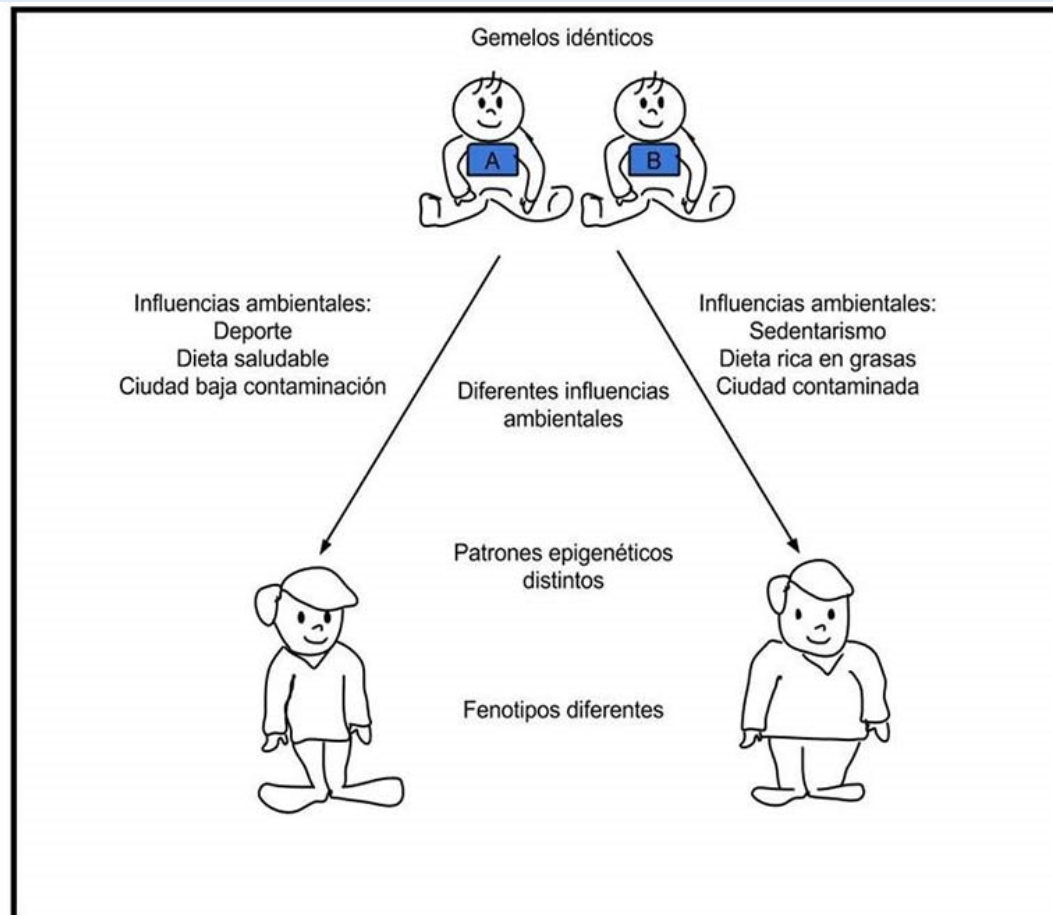 Gemelos idénticos
A
B
Influencias ambientales:
Deporte
Dieta saludable
Ciudad baja contaminación
Influencias ambientales:
Sedentarismo
Dieta rica en grasas
Ciudad contaminada
Diferentes influencias
ambientales
Patrones epigenéticos
distintos
Fenotipos diferentes